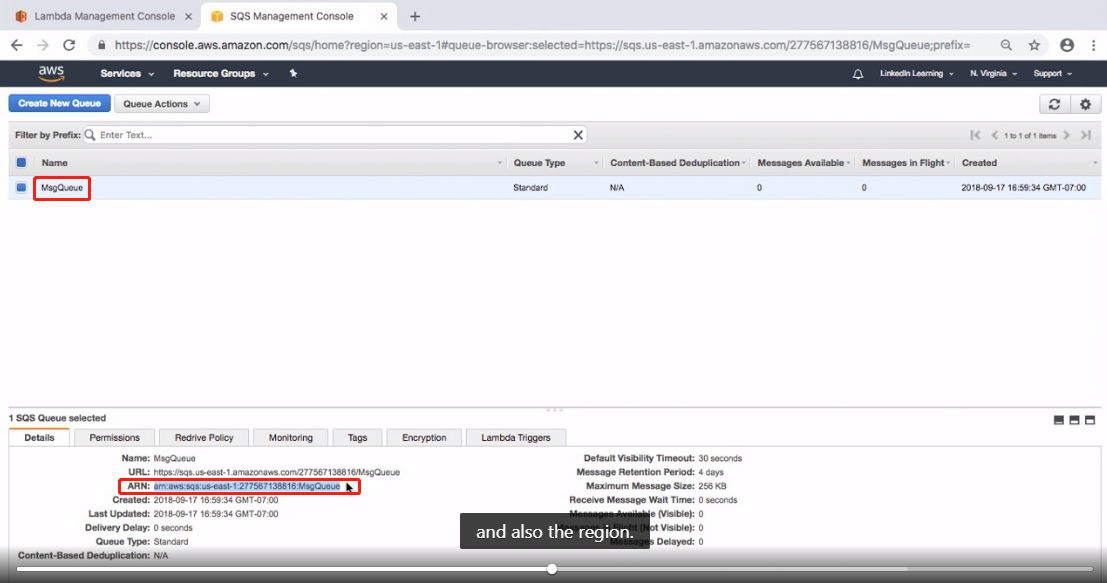 Lambda Management Console
SQS Management Console
https://console.aws.amazon.com/sqs/home?region=us-east-1#queue-browser:selected=https://sqs.us-east-1.amazonaws.com/277567138816/MsgQueue;prefix=
aws Services Resource Groups LinkedIn Learning N. Virginia Support
Create New Queue Queue Actions
Filter by Prefix: Enter Text... 1 to 1 of 1 items
Name Queue Type Content-Based Deduplication Messages Available Messages in Flight Created
MsgQueue Standard N/A 0 0 2018-09-17 16:59:34 GMT-07:00
1 SQS Queue selected
Details Permissions Redrive Policy Monitoring Tags Encryption Lambda Triggers
Name: MsgQueue
URL: https://sqs.us-east-1.amazonaws.com/277567138816/MsgQueue
ARN: arn:aws:sqs:us-east-1:277567138816:MsgQueue
Created: 2018-09-17 16:59:34 GMT-07:00
Last Updated: 2018-09-17 16:59:34 GMT-07:00
Delivery Delay: 0 seconds
Queue Type: Standard
Content-Based Deduplication: N/A
Default Visibility Timeout: 30 seconds
Message Retention Period: 4 days
Maximum Message Size: 256 KB
Receive Message Wait Time: 0 seconds
Messages Available (Visible): 0
Flight (Not Visible): 0
Messages Delayed: 0
and also the region.